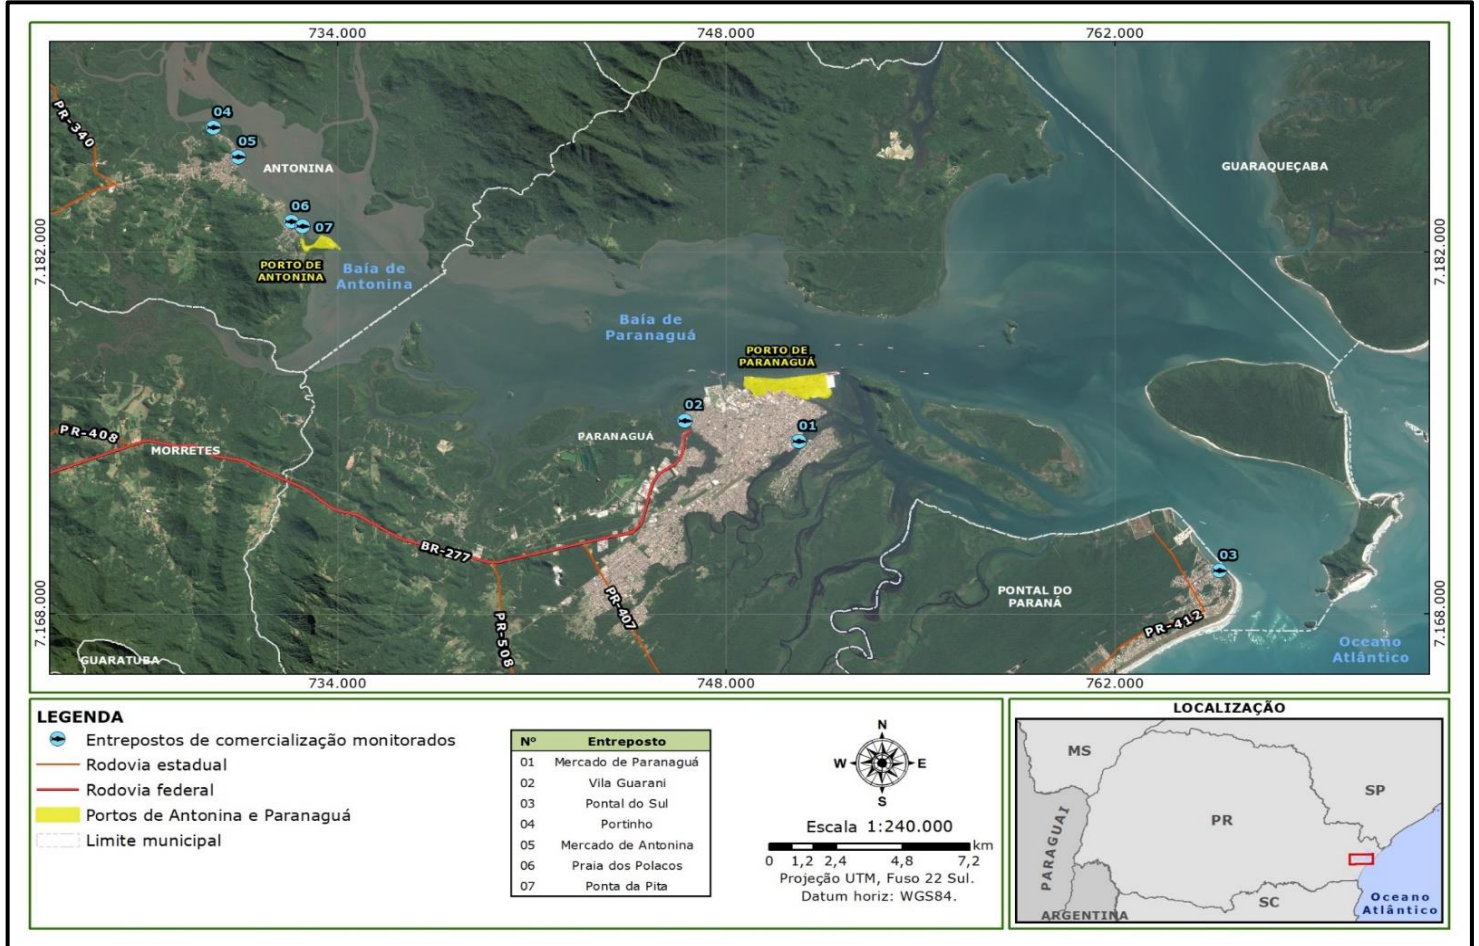 734.000
748.000
762.000
PR-340
04
05
ANTONINA
GUARAQUEÇABA
06
07
7.182.000
7.182.000
PORTO DE
ANTONINA
Baía de
Antonina
Baía de
Paranaguá
PORTO DE
PARANAGUÁ
02
01
PR-408
MORRETES
PARANAGUÁ
BR-277
03
PR-508
PR-407
PONTAL DO
PARANÁ
PR-412
7.168.000
7.168.000
GUARATUBA
Oceano
Atlântico
734.000
748.000
762.000
LEGENDA
Entrepostos de comercialização monitorados
Rodovia estadual
Rodovia federal
Portos de Antonina e Paranaguá
Limite municipal
Nº Entreposto
01 Mercado de Paranaguá
02 Vila Guarani
03 Pontal do Sul
04 Portinho
05 Mercado de Antonina
06 Praia dos Polacos
07 Ponta da Pita
N
W E
S
Escala 1:240.000
km
0 1,2 2,4 4,8 7,2
Projeção UTM, Fuso 22 Sul.
Datum horiz: WGS84.
LOCALIZAÇÃO
MS
SP
PR
PARAGUAI
SC
ARGENTINA
Oceano
Atlântico